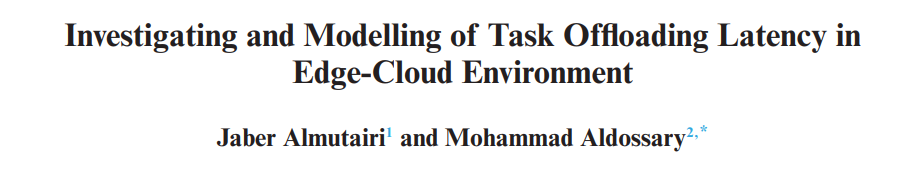 Investigating and Modelling of Task Offloading Latency in
Edge-Cloud Environment
Jaber Almutairi1 and Mohammad Aldossary2,*